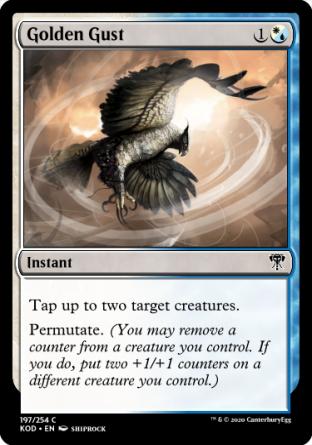 Golden Gust 1
Instant
Tap up to two target creatures.
Permutate. (You may remove a
counter from a creature you control. If
you do, put two +1/+1 counters on a
different creature you control.)
197/254 C
KOD • EN SHIPROCK
™ & © 2020 CanterburyEgg